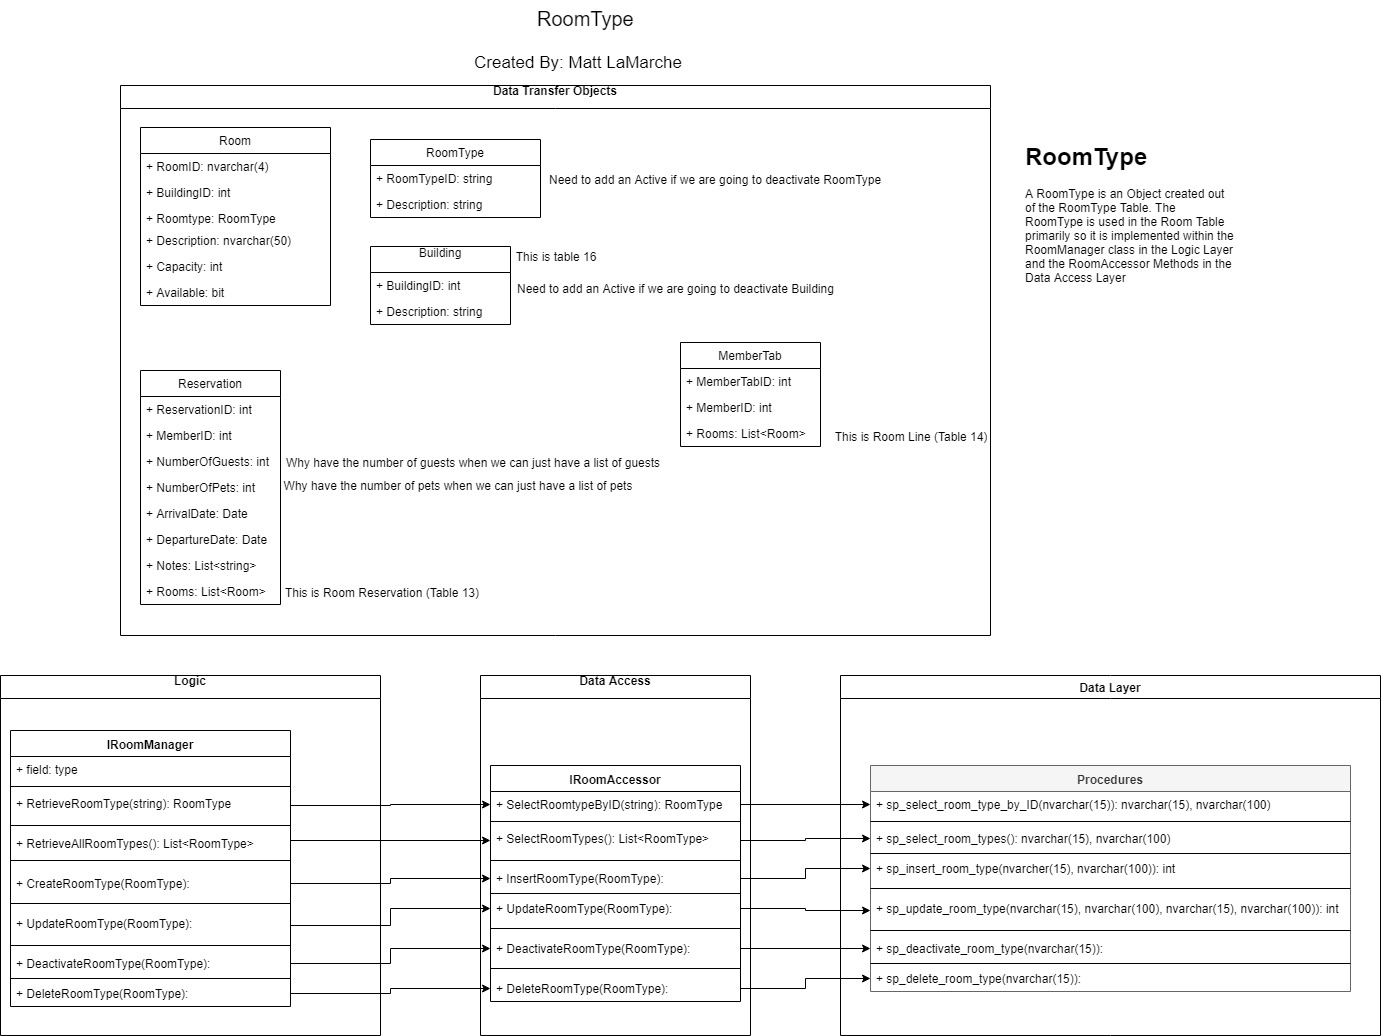 RoomType
Created By: Matt LaMarche
Data Transfer Objects
Room
+ RoomID: nvarchar(4)
+ BuildingID: int
+ Roomtype: RoomType
+ Description: nvarchar(50)
+ Capacity: int
+ Available: bit
RoomType
+ RoomTypeID: string
+ Description: string
Need to add an Active if we are going to deactivate RoomType
Building
+ BuildingID: int
+ Description: string
This is table 16
Need to add an Active if we are going to deactivate Building
MemberTab
+ MemberTabID: int
+ MemberID: int
+ Rooms: List<Room>
This is Room Line (Table 14)
Reservation
+ ReservationID: int
+ MemberID: int
+ NumberOfGuests: int
+ NumberOfPets: int
+ ArrivalDate: Date
+ DepartureDate: Date
+ Notes: List<string>
+ Rooms: List<Room>
Why have the number of guests when we can just have a list of guests
Why have the number of pets when we can just have a list of pets
This is Room Reservation (Table 13)
RoomType
A RoomType is an Object created out
of the RoomType Table. The
RoomType is used in the Room Table
primarily so it is implemented within the
RoomManager class in the Logic Layer
and the RoomAccessor Methods in the
Data Access Layer
Logic
IRoomManager
+ field: type
+ RetrieveRoomType(string): RoomType
+ RetrieveAllRoomTypes(): List<RoomType>
+ CreateRoomType(RoomType):
+ UpdateRoomType(RoomType):
+ DeactivateRoomType(RoomType):
+ DeleteRoomType(RoomType):
Data Access
IRoomAccessor
+ SelectRoomtypeByID(string): RoomType
+ SelectRoomTypes(): List<RoomType>
+ InsertRoomType(RoomType):
+ UpdateRoomType(RoomType):
+ DeactivateRoomType(RoomType):
+ DeleteRoomType(RoomType):
Data Layer
Procedures
+ sp_select_room_type_by_ID(nvarchar(15)): nvarchar(15), nvarchar(100)
+ sp_select_room_types(): nvarchar(15), nvarchar(100)
+ sp_insert_room_type(nvarcher(15), nvarchar(100)): int
+ sp_update_room_type(nvarchar(15), nvarchar(100), nvarchar(15), nvarchar(100)): int
+ sp_deactivate_room_type(nvarchar(15)):
+ sp_delete_room_type(nvarchar(15)):